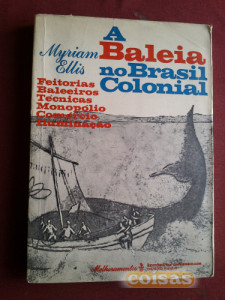 A
Baleia
no Brasil
Colonial
Myriam
Ellis
Feitorias
Baleeiros
Técnicas
Monopólio
Comércio
Iluminação
Melhoramentos
coisas